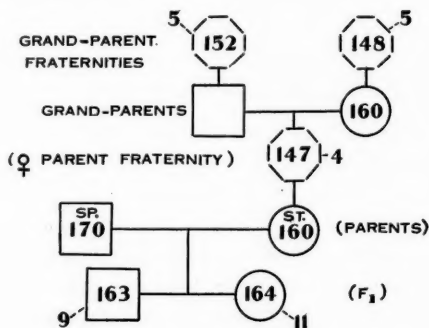 5 5
GRAND-PARENT
FRATERNITIES 152 148
GRAND-PARENTS 160
(♀ PARENT FRATERNITY) 147 4
SP. ST.
170 160 (PARENTS)
163 164 (F₁)
9 11